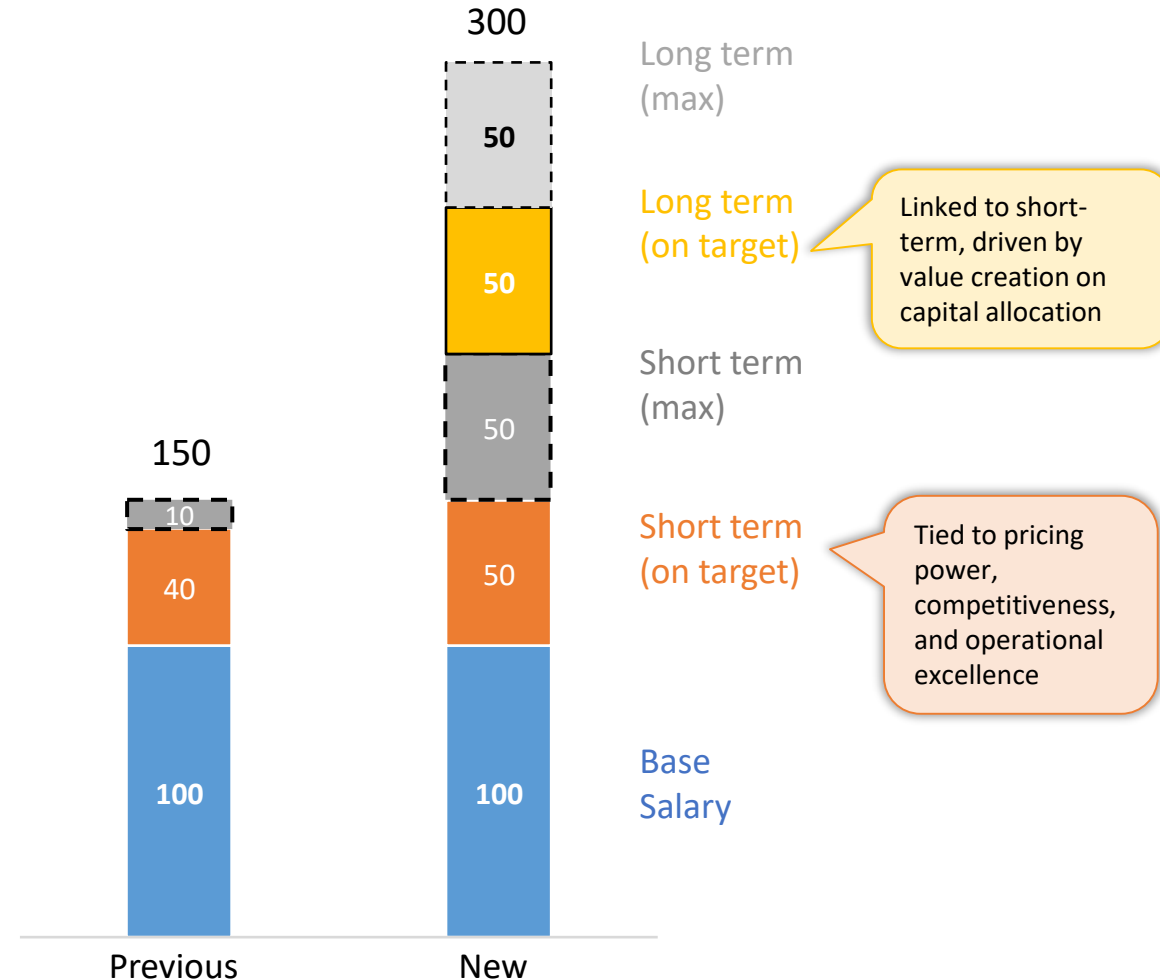 300
Long term
(max)
50
Long term
(on target)
Linked to short-
term, driven by
value creation on
capital allocation
50
Short term
(max)
50
150
10
Short term
(on target)
Tied to pricing
power,
competitiveness,
and operational
excellence
40
50
Base
Salary
100
100
Previous
New